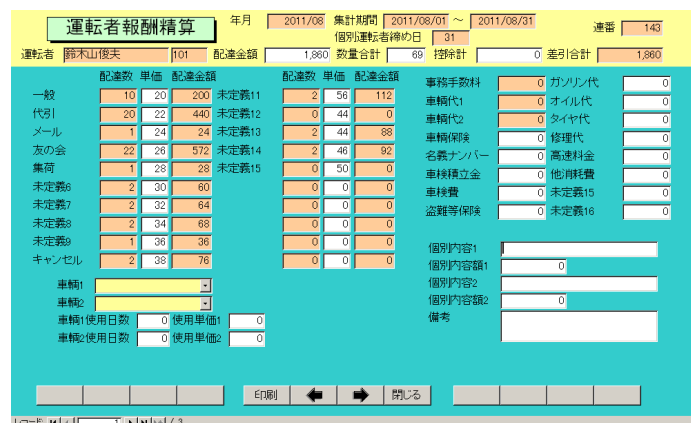 運転者報酬精算 年月 2011/08 集計期間 2011/08/01 ～ 2011/08/31 連番 143
個別運転者締め日 31
運転者 鈴木山俊夫 101 配達金額 1,860 数量合計 69 控除計 0 差引合計 1,860
配達数 単価 配達金額 配達数 単価 配達金額
一般 10 20 200 未定義11 2 56 112
代引 20 22 440 未定義12 0 44 0
メール 1 24 24 未定義13 2 44 88
友の会 22 26 572 未定義14 2 46 92
集荷 1 28 28 未定義15 0 50 0
未定義6 2 30 60 0 0 0
未定義7 2 32 64 0 0 0
未定義8 2 34 68 0 0 0
未定義9 1 36 36 0 0 0
キャンセル 2 38 76 0 0 0
事務手数料 0 ガソリン代 0
車輌代1 0 オイル代 0
車輌代2 0 タイヤ代 0
車輌保険 0 修理代 0
名義ナンバー 0 高速料金 0
車検積立金 0 他消耗費 0
車検費 0 未定義15 0
盗難等保険 0 未定義16 0
車輌1
車輌2
車輌1使用日数 0 使用単価1 0
車輌2使用日数 0 使用単価2 0
個別内容1
個別内容額1 0
個別内容2
個別内容額2 0
備考
印刷 閉じる
レコード: 1 / 3